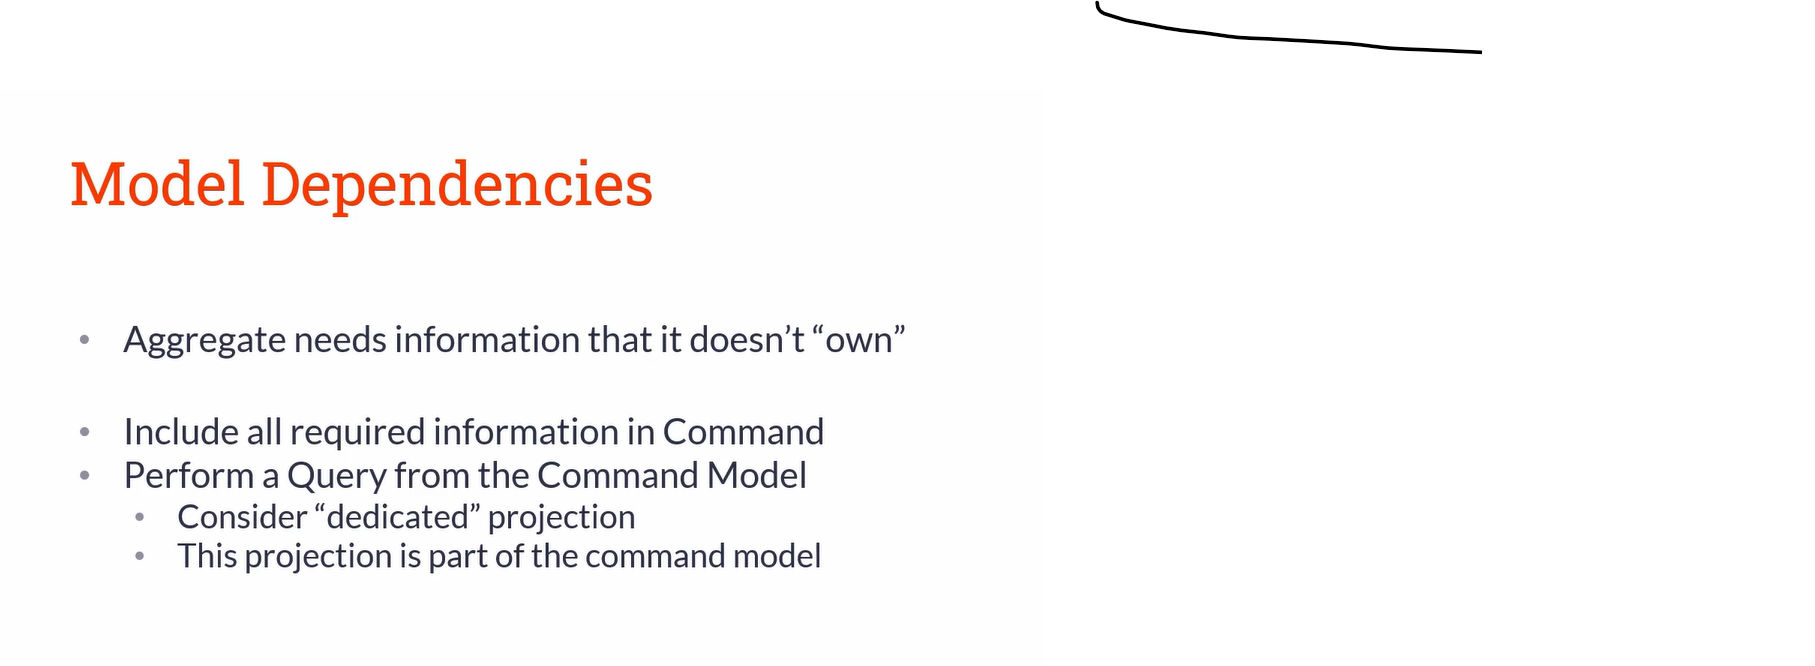 Model Dependencies
• Aggregate needs information that it doesn’t “own”
• Include all required information in Command
• Perform a Query from the Command Model
• Consider “dedicated” projection
• This projection is part of the command model